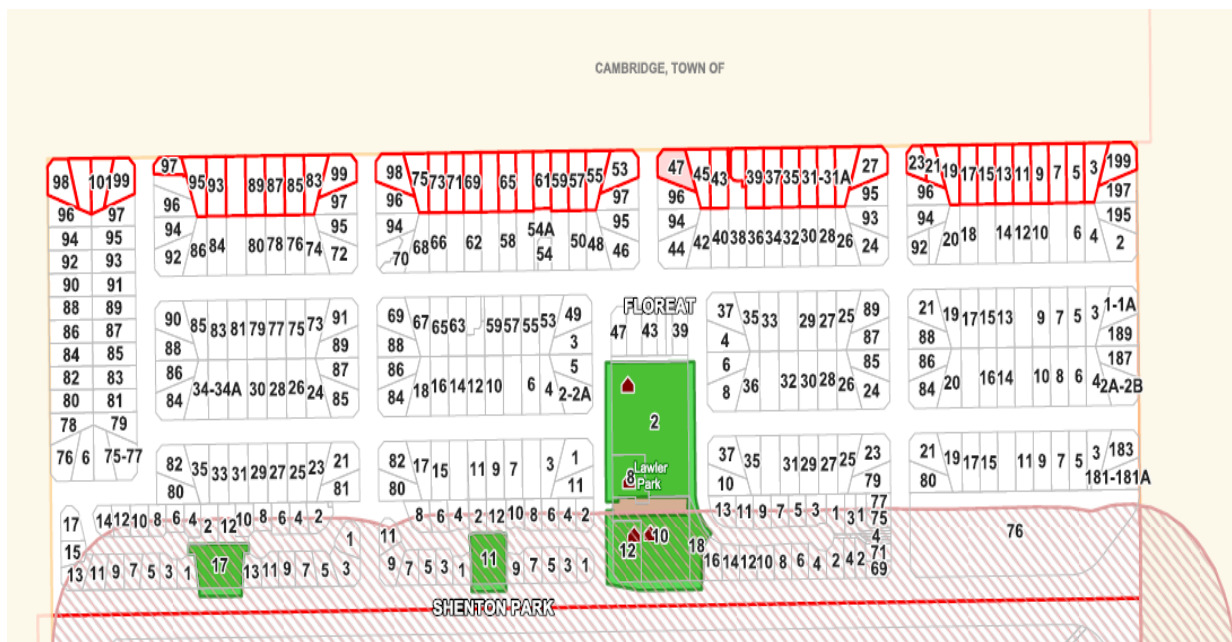 CAMBRIDGE, TOWN OF
98 10199 97 95 93 89 87 85 83 99 98 75 73 71 69 65 61 59 57 55 53 47 45 43 39 37 35 31-31A 27 23 21 19 17 15 13 11 9 7 5 3 199
96 97 96 97 96 97 96 95 96 197
94 95 94 86 84 80 78 76 74 95 94 68 66 62 58 54A 50 48 95 94 42 40 38 36 34 32 30 28 26 93 94 20 18 14 12 10 6 4 195
92 93 92 72 70 54 46 44 24 92 2
90 91
88 89 90 85 83 81 79 77 75 73 91 69 67 65 63 59 57 55 53 49 FLOREAT 37 35 33 29 27 25 89 21 19 17 15 13 9 7 5 3 1-1A
86 87 88 89 88 3 47 43 39 4 87 88 189
84 85 86 87 86 5 6 85 86 187
82 83 34-34A 30 28 26 24 18 16 14 12 10 6 4 36 32 30 28 26 20 16 14 10 8 6 4
80 81 84 85 84 2-2A 8 24 84 2A-2B
78 79 2
76 6 75-77 82 35 33 31 29 27 25 23 21 82 17 15 11 9 7 3 1 37 35 31 29 27 25 23 21 19 17 15 11 9 7 5 3 183
80 81 80 11 8 Lawler 10 79 80 181-181A
Park
17 14 12 10 8 6 4 2 12 10 8 6 4 2 8 6 4 2 12 10 8 6 4 2 13 11 9 7 5 3 1 3 1 77
75
15 1 11 12 10 18 4 76
13 11 9 7 5 3 1 17 13 11 9 7 5 3 9 7 5 3 1 11 9 7 5 3 1 16 14 12 10 8 6 4 2 4 2 71
69
SHENTON PARK